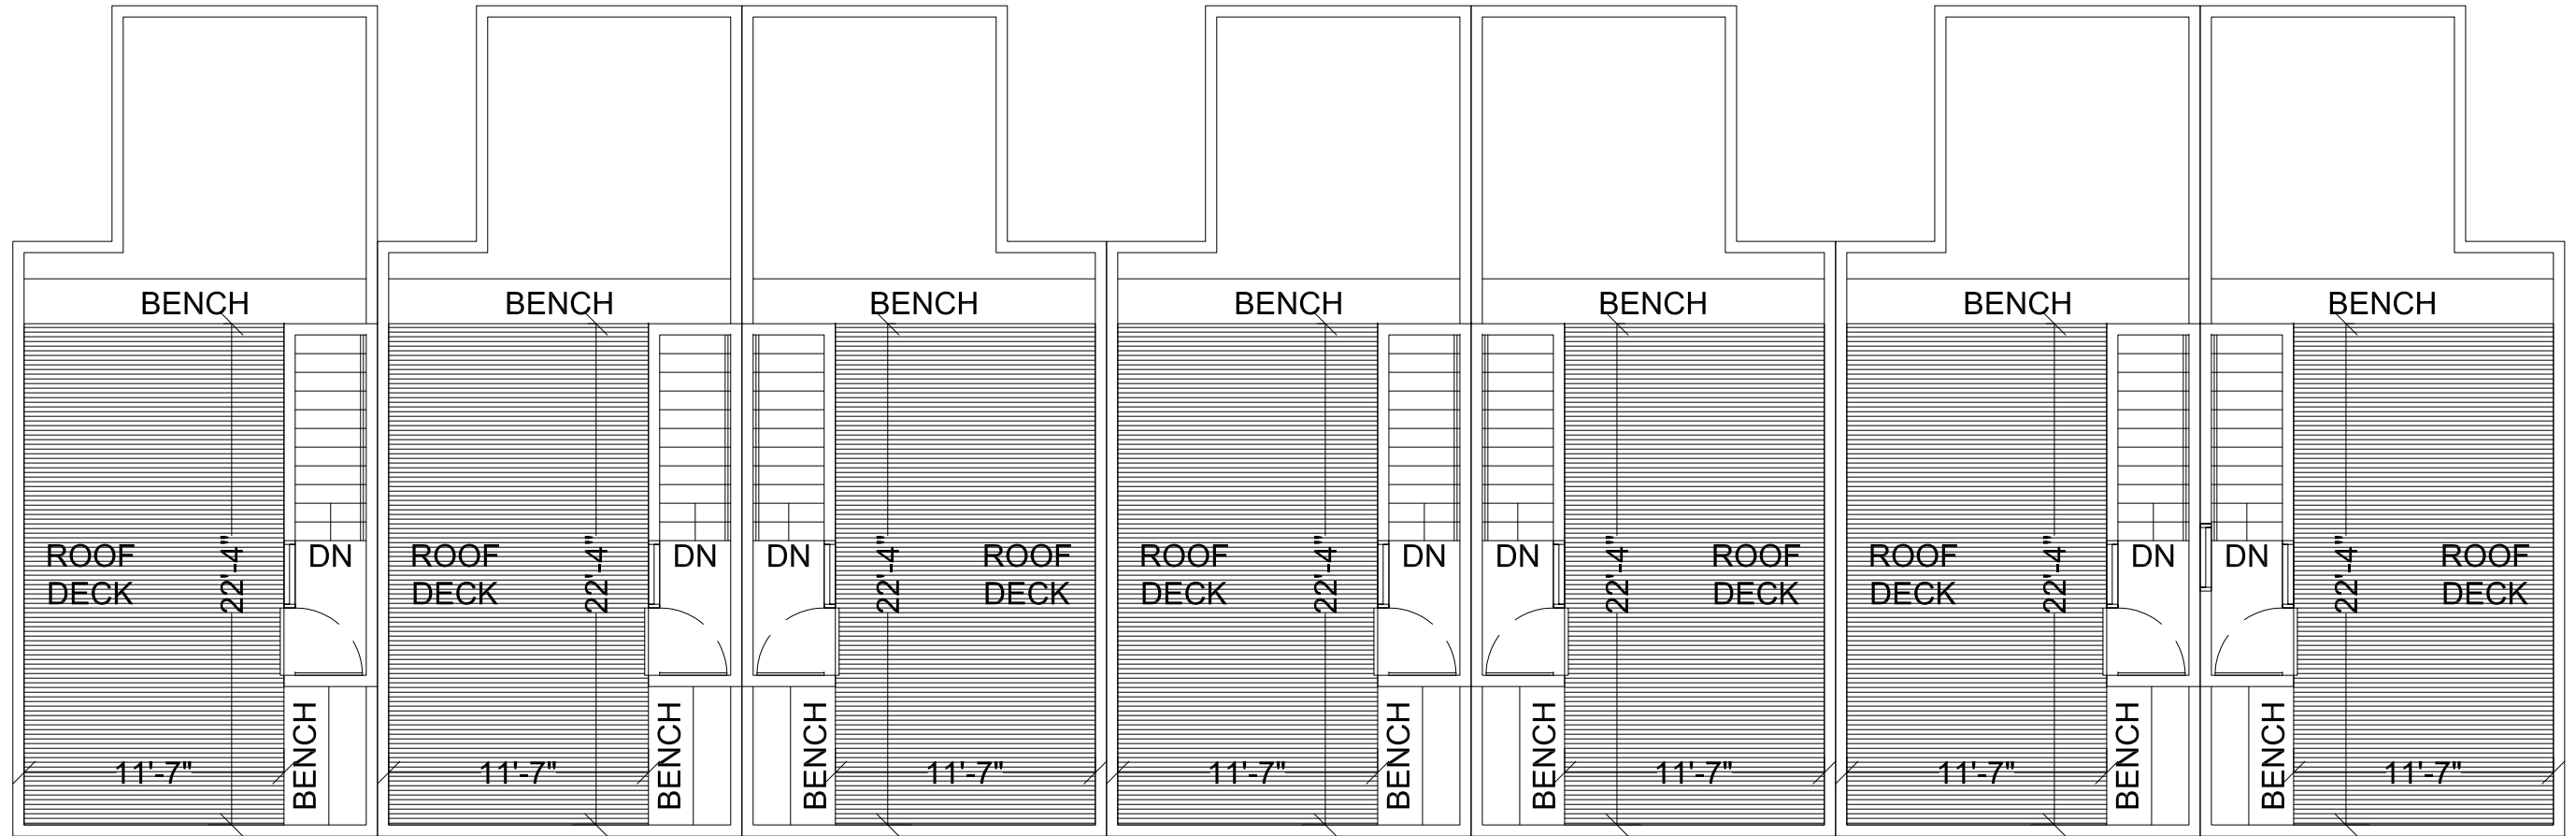 BENCH BENCH BENCH BENCH BENCH BENCH BENCH
ROOF DECK 22'-4" DN
ROOF DECK 22'-4" DN
DN 22'-4" ROOF DECK
ROOF DECK 22'-4" DN
DN 22'-4" ROOF DECK
ROOF DECK 22'-4" DN
DN 22'-4" ROOF DECK
11'-7" BENCH
11'-7" BENCH
BENCH 11'-7"
11'-7" BENCH
BENCH 11'-7"
11'-7" BENCH
BENCH 11'-7"